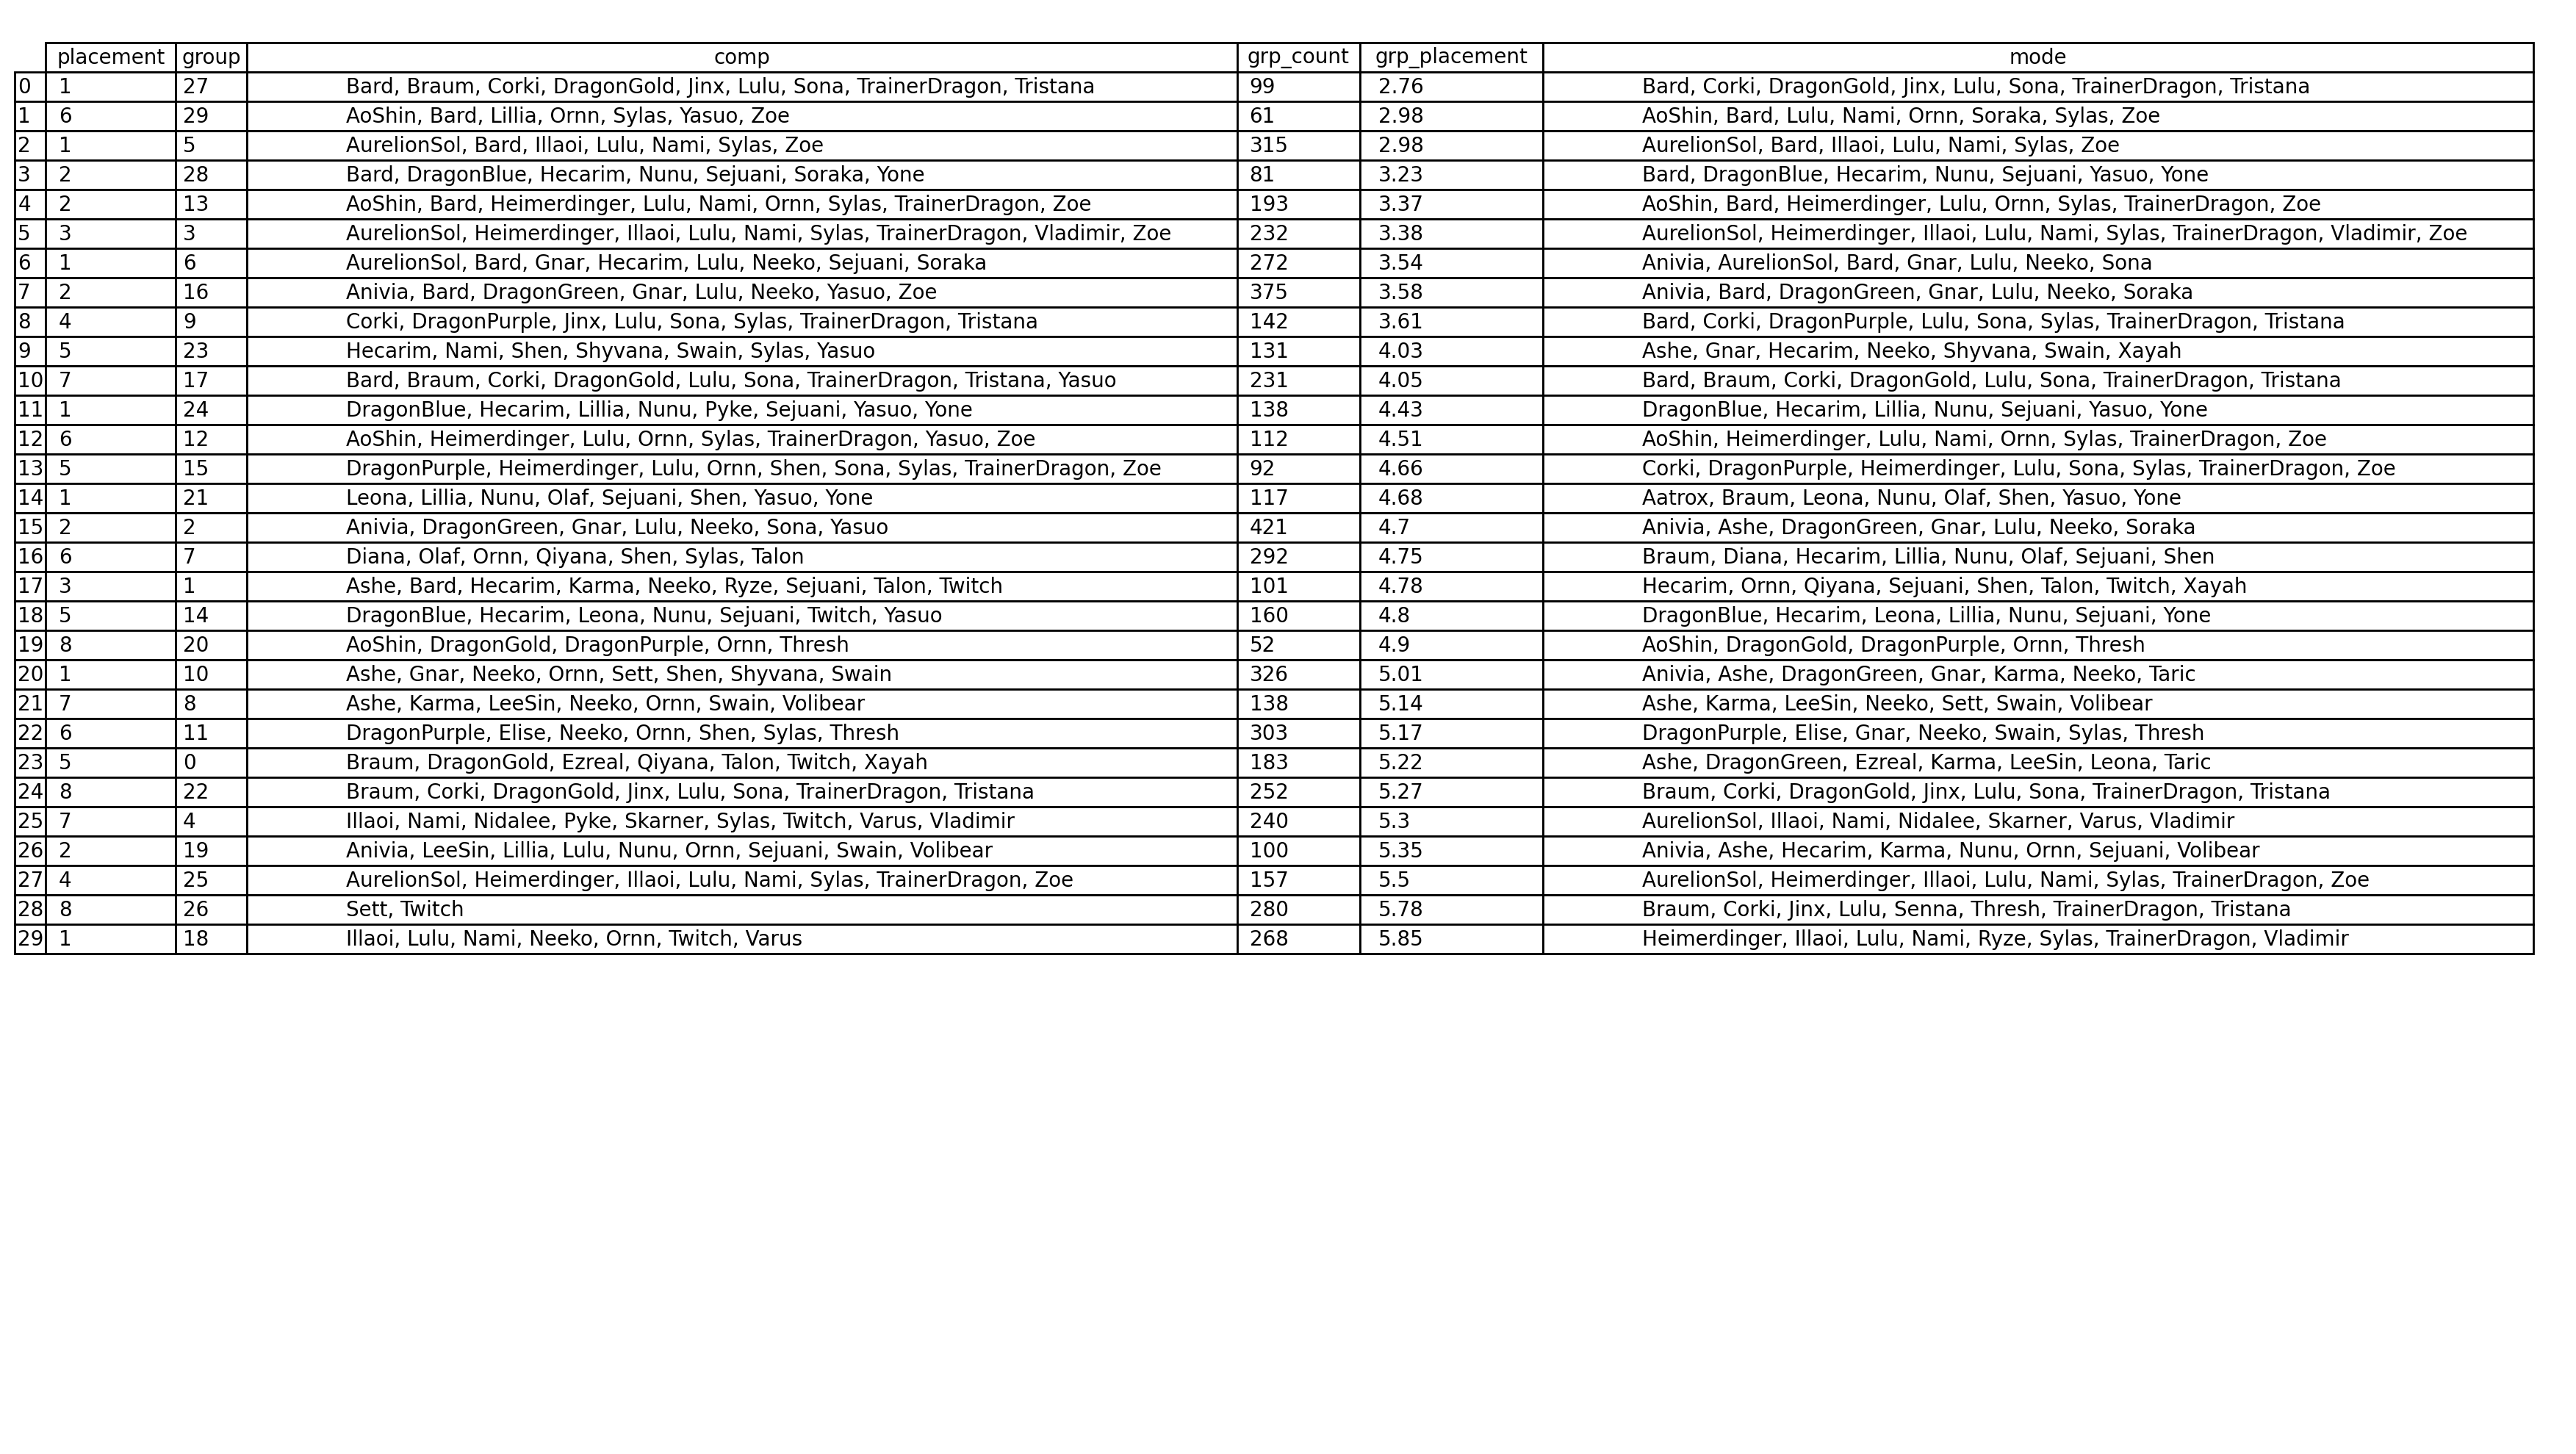 placement group comp grp_count grp_placement mode
0 1 27 Bard, Braum, Corki, DragonGold, Jinx, Lulu, Sona, TrainerDragon, Tristana 99 2.76 Bard, Corki, DragonGold, Jinx, Lulu, Sona, TrainerDragon, Tristana
1 6 29 AoShin, Bard, Lillia, Ornn, Sylas, Yasuo, Zoe 61 2.98 AoShin, Bard, Lulu, Nami, Ornn, Soraka, Sylas, Zoe
2 1 5 AurelionSol, Bard, Illaoi, Lulu, Nami, Sylas, Zoe 315 2.98 AurelionSol, Bard, Illaoi, Lulu, Nami, Sylas, Zoe
3 2 28 Bard, DragonBlue, Hecarim, Nunu, Sejuani, Soraka, Yone 81 3.23 Bard, DragonBlue, Hecarim, Nunu, Sejuani, Yasuo, Yone
4 2 13 AoShin, Bard, Heimerdinger, Lulu, Nami, Ornn, Sylas, TrainerDragon, Zoe 193 3.37 AoShin, Bard, Heimerdinger, Lulu, Ornn, Sylas, TrainerDragon, Zoe
5 3 3 AurelionSol, Heimerdinger, Illaoi, Lulu, Nami, Sylas, TrainerDragon, Vladimir, Zoe 232 3.38 AurelionSol, Heimerdinger, Illaoi, Lulu, Nami, Sylas, TrainerDragon, Vladimir, Zoe
6 1 6 AurelionSol, Bard, Gnar, Hecarim, Lulu, Neeko, Sejuani, Soraka 272 3.54 Anivia, AurelionSol, Bard, Gnar, Lulu, Neeko, Sona
7 2 16 Anivia, Bard, DragonGreen, Gnar, Lulu, Neeko, Yasuo, Zoe 375 3.58 Anivia, Bard, DragonGreen, Gnar, Lulu, Neeko, Soraka
8 4 9 Corki, DragonPurple, Jinx, Lulu, Sona, Sylas, TrainerDragon, Tristana 142 3.61 Bard, Corki, DragonPurple, Lulu, Sona, Sylas, TrainerDragon, Tristana
9 5 23 Hecarim, Nami, Shen, Shyvana, Swain, Sylas, Yasuo 131 4.03 Ashe, Gnar, Hecarim, Neeko, Shyvana, Swain, Xayah
10 7 17 Bard, Braum, Corki, DragonGold, Lulu, Sona, TrainerDragon, Tristana, Yasuo 231 4.05 Bard, Braum, Corki, DragonGold, Lulu, Sona, TrainerDragon, Tristana
11 1 24 DragonBlue, Hecarim, Lillia, Nunu, Pyke, Sejuani, Yasuo, Yone 138 4.43 DragonBlue, Hecarim, Lillia, Nunu, Sejuani, Yasuo, Yone
12 6 12 AoShin, Heimerdinger, Lulu, Ornn, Sylas, TrainerDragon, Yasuo, Zoe 112 4.51 AoShin, Heimerdinger, Lulu, Nami, Ornn, Sylas, TrainerDragon, Zoe
13 5 15 DragonPurple, Heimerdinger, Lulu, Ornn, Shen, Sona, Sylas, TrainerDragon, Zoe 92 4.66 Corki, DragonPurple, Heimerdinger, Lulu, Sona, Sylas, TrainerDragon, Zoe
14 1 21 Leona, Lillia, Nunu, Olaf, Sejuani, Shen, Yasuo, Yone 117 4.68 Aatrox, Braum, Leona, Nunu, Olaf, Shen, Yasuo, Yone
15 2 2 Anivia, DragonGreen, Gnar, Lulu, Neeko, Sona, Yasuo 421 4.7 Anivia, Ashe, DragonGreen, Gnar, Lulu, Neeko, Soraka
16 6 7 Diana, Olaf, Ornn, Qiyana, Shen, Sylas, Talon 292 4.75 Braum, Diana, Hecarim, Lillia, Nunu, Olaf, Sejuani, Shen
17 3 1 Ashe, Bard, Hecarim, Karma, Neeko, Ryze, Sejuani, Talon, Twitch 101 4.78 Hecarim, Ornn, Qiyana, Sejuani, Shen, Talon, Twitch, Xayah
18 5 14 DragonBlue, Hecarim, Leona, Nunu, Sejuani, Twitch, Yasuo 160 4.8 DragonBlue, Hecarim, Leona, Lillia, Nunu, Sejuani, Yone
19 8 20 AoShin, DragonGold, DragonPurple, Ornn, Thresh 52 4.9 AoShin, DragonGold, DragonPurple, Ornn, Thresh
20 1 10 Ashe, Gnar, Neeko, Ornn, Sett, Shen, Shyvana, Swain 326 5.01 Anivia, Ashe, DragonGreen, Gnar, Karma, Neeko, Taric
21 7 8 Ashe, Karma, LeeSin, Neeko, Ornn, Swain, Volibear 138 5.14 Ashe, Karma, LeeSin, Neeko, Sett, Swain, Volibear
22 6 11 DragonPurple, Elise, Neeko, Ornn, Shen, Sylas, Thresh 303 5.17 DragonPurple, Elise, Gnar, Neeko, Swain, Sylas, Thresh
23 5 0 Braum, DragonGold, Ezreal, Qiyana, Talon, Twitch, Xayah 183 5.22 Ashe, DragonGreen, Ezreal, Karma, LeeSin, Leona, Taric
24 8 22 Braum, Corki, DragonGold, Jinx, Lulu, Sona, TrainerDragon, Tristana 252 5.27 Braum, Corki, DragonGold, Jinx, Lulu, Sona, TrainerDragon, Tristana
25 7 4 Illaoi, Nami, Nidalee, Pyke, Skarner, Sylas, Twitch, Varus, Vladimir 240 5.3 AurelionSol, Illaoi, Nami, Nidalee, Skarner, Varus, Vladimir
26 2 19 Anivia, LeeSin, Lillia, Lulu, Nunu, Ornn, Sejuani, Swain, Volibear 100 5.35 Anivia, Ashe, Hecarim, Karma, Nunu, Ornn, Sejuani, Volibear
27 4 25 AurelionSol, Heimerdinger, Illaoi, Lulu, Nami, Sylas, TrainerDragon, Zoe 157 5.5 AurelionSol, Heimerdinger, Illaoi, Lulu, Nami, Sylas, TrainerDragon, Zoe
28 8 26 Sett, Twitch 280 5.78 Braum, Corki, Jinx, Lulu, Senna, Thresh, TrainerDragon, Tristana
29 1 18 Illaoi, Lulu, Nami, Neeko, Ornn, Twitch, Varus 268 5.85 Heimerdinger, Illaoi, Lulu, Nami, Ryze, Sylas, TrainerDragon, Vladimir